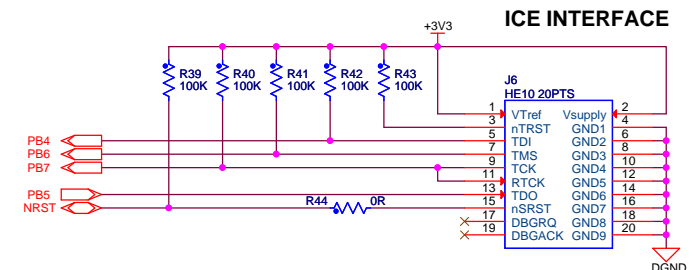 ICE INTERFACE
+3V3
R39
100K
R40
100K
R41
100K
R42
100K
R43
100K
J6
HE10 20PTS
1 VTref Vsupply 2
3 nTRST GND1 4
PB4 5 TDI GND2 6
PB6 7 TMS GND3 8
PB7 9 TCK GND4 10
11 RTCK GND5 12
PB5 13 TDO GND6 14
NRST R44 0R 15 nSRST GND7 16
17 DBGRQ GND8 18
19 DBGACK GND9 20
DGND